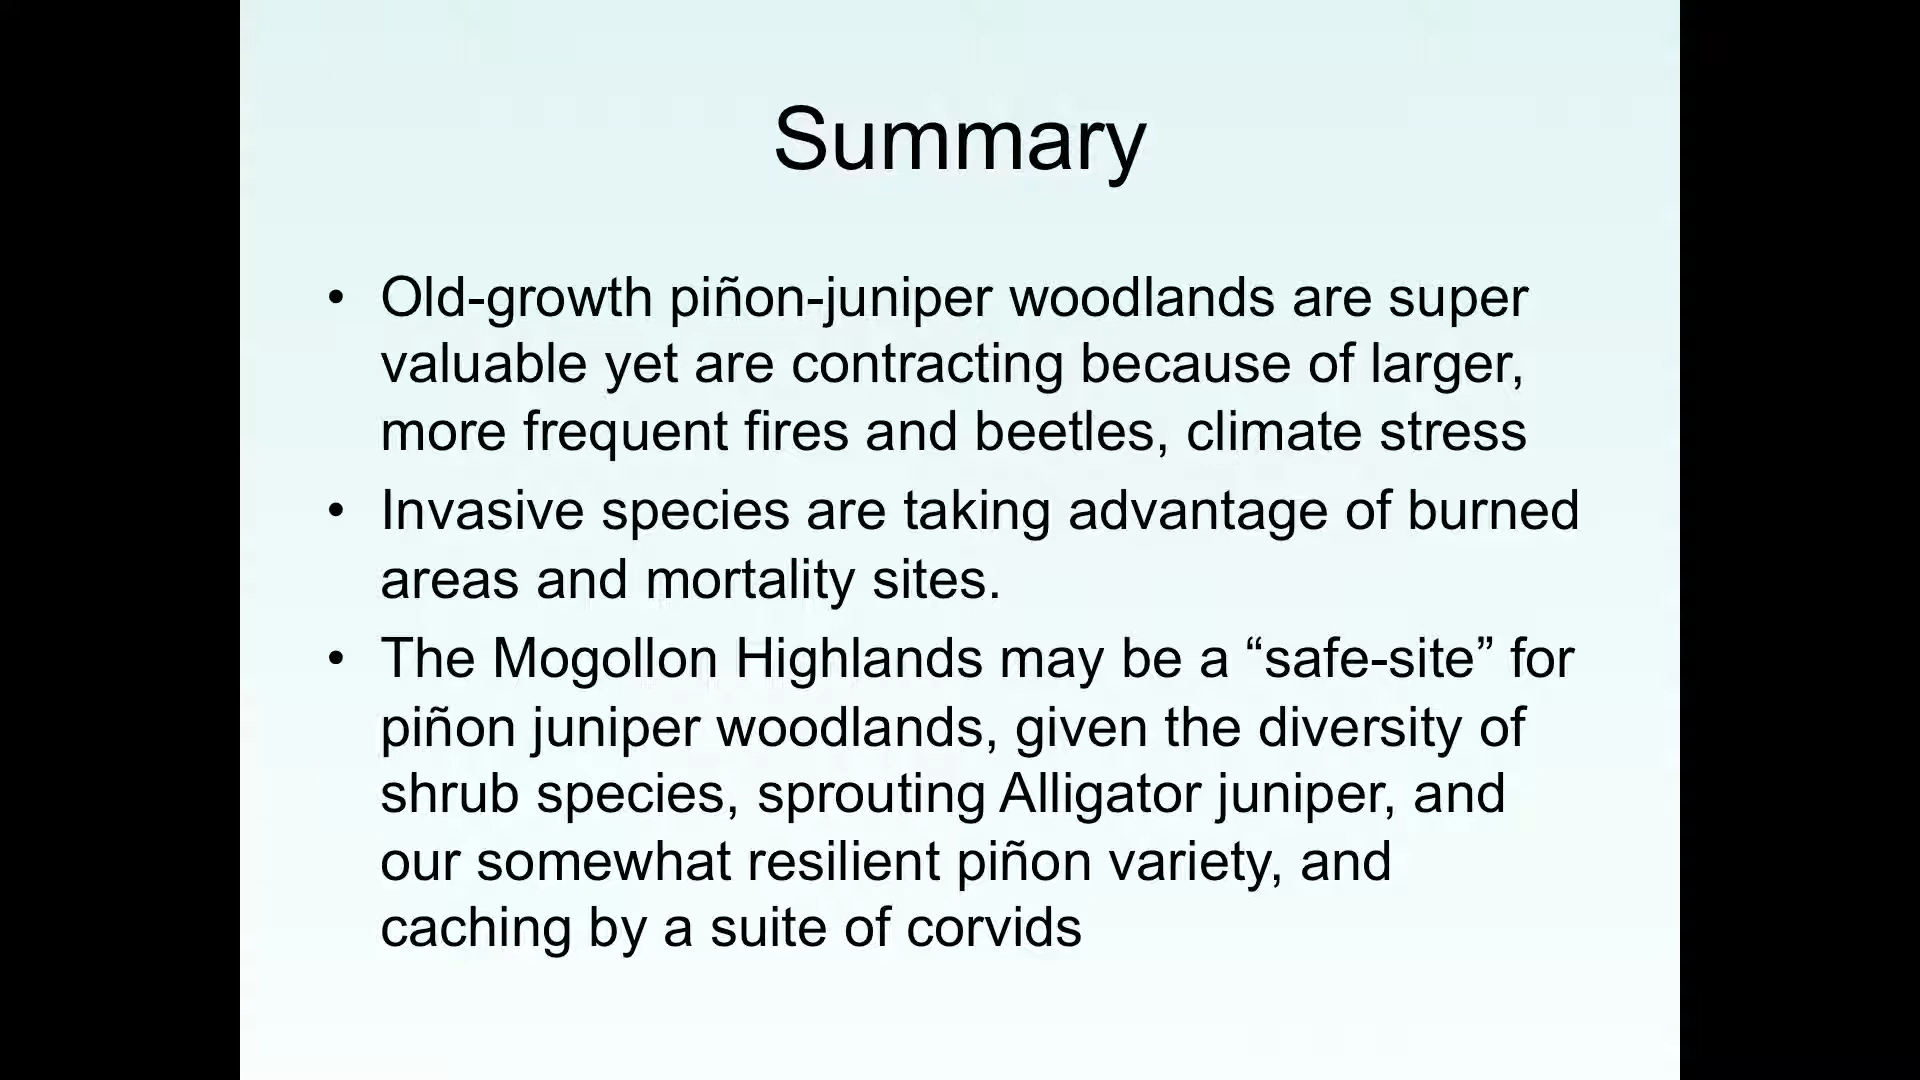 Summary
• Old-growth piñon-juniper woodlands are super
valuable yet are contracting because of larger,
more frequent fires and beetles, climate stress
• Invasive species are taking advantage of burned
areas and mortality sites.
• The Mogollon Highlands may be a “safe-site” for
piñon juniper woodlands, given the diversity of
shrub species, sprouting Alligator juniper, and
our somewhat resilient piñon variety, and
caching by a suite of corvids